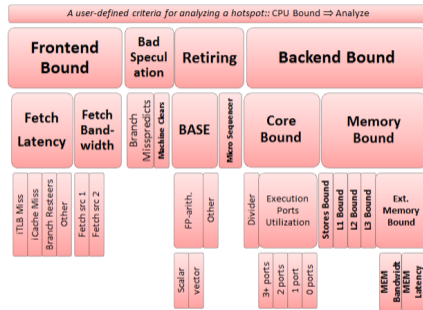 A user-defined criteria for analyzing a hotspot:: CPU Bound ⇒ Analyze
Frontend
Bound
Bad
Specul
ation
Retiring
Backend Bound
Fetch
Latency
Fetch
Band-
width
Branch
Misspredicts
Machine Clears
BASE
Micro Sequencer
Core
Bound
Memory
Bound
iTLB Miss
iCache Miss
Branch Resteers
Other
Fetch src 1
Fetch src 2
FP-arith.
Other
Divider
Execution
Ports
Utilization
Stores Bound
L1 Bound
L2 Bound
L3 Bound
Ext.
Memory
Bound
Scalar
vector
3+ ports
2 ports
1 port
0 ports
MEM
Bandwidt
MEM
Latency